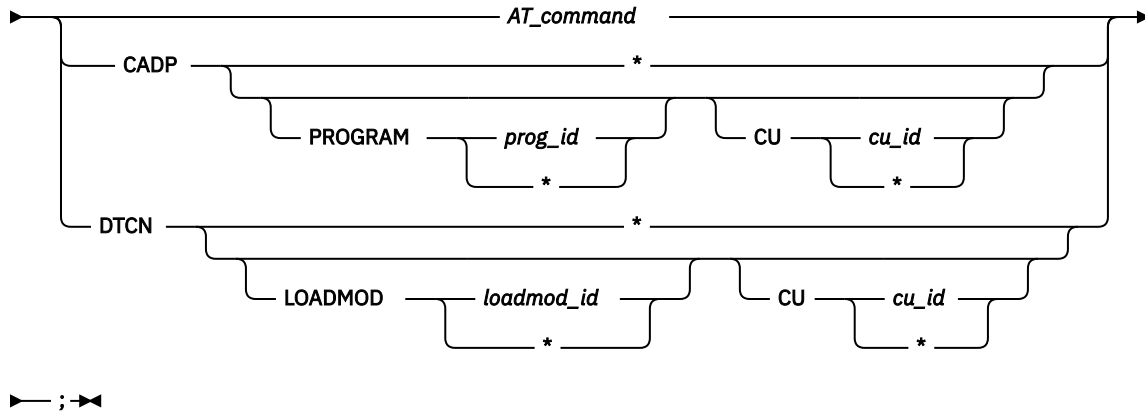 AT_command
CADP *
PROGRAM prog_id CU cu_id
* *
DTCN *
LOADMOD loadmod_id CU cu_id
* *
;